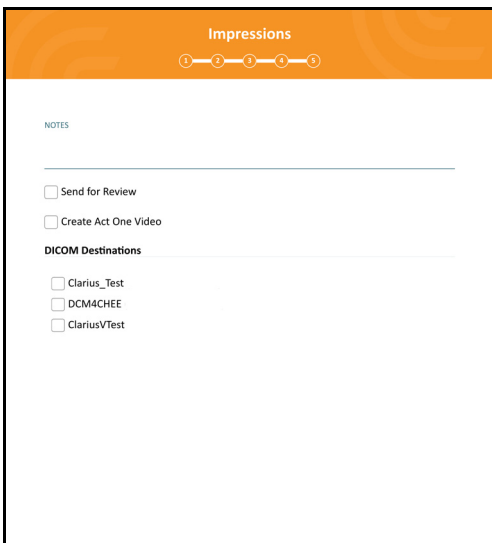 Impressions
1 2 3 4 5
NOTES
Send for Review
Create Act One Video
DICOM Destinations
Clarius_Test
DCM4CHEE
ClariusVTest